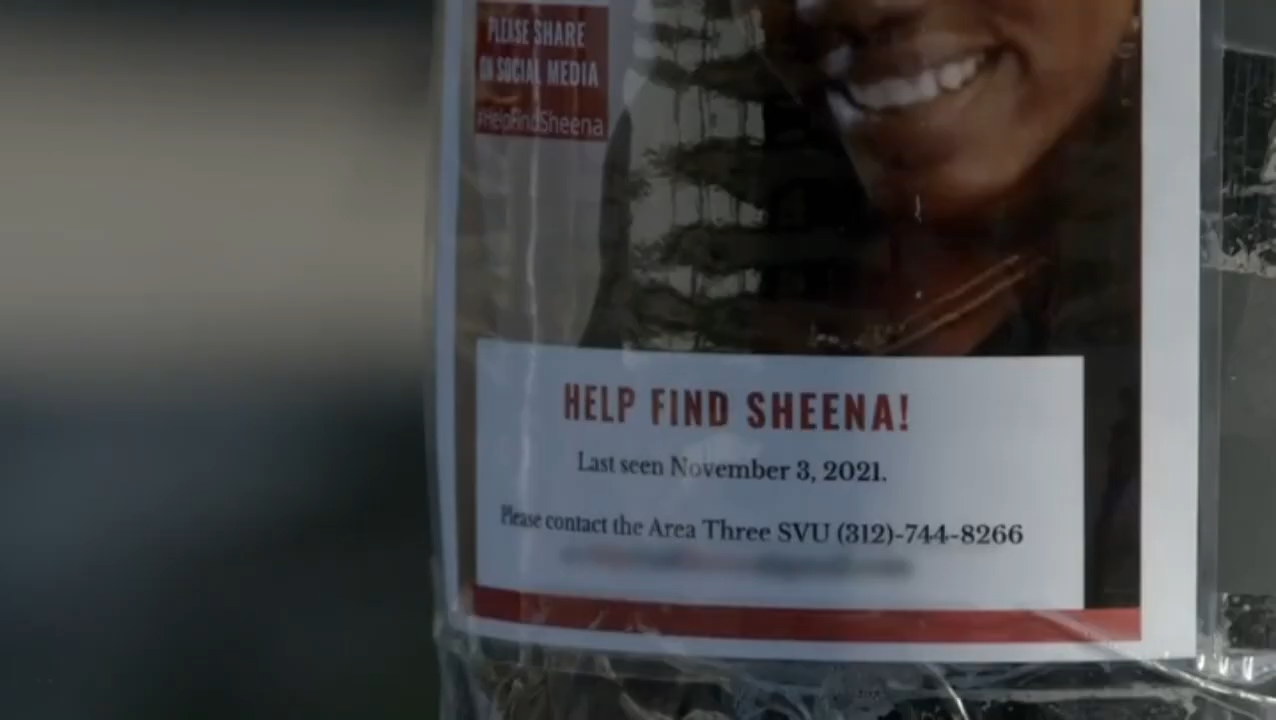 PLEASE SHARE
ON SOCIAL MEDIA
#HelpFindSheena
HELP FIND SHEENA!
Last seen November 3, 2021.
Please contact the Area Three SVU (312)-744-8266